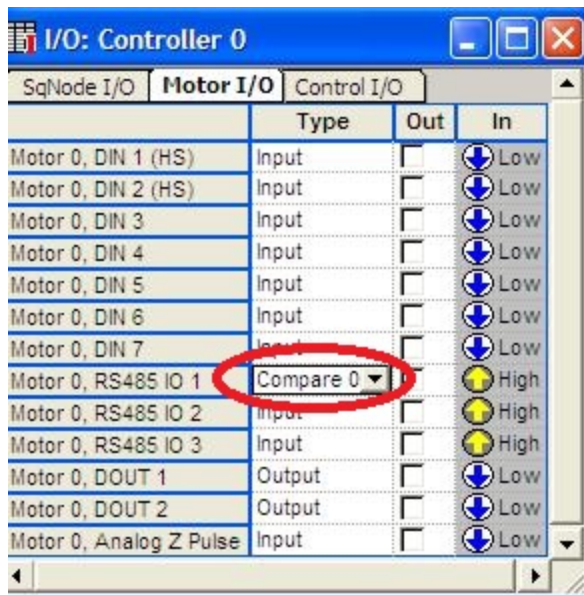 I/O: Controller 0
SqNode I/O Motor I/O Control I/O
Type Out In
Motor 0, DIN 1 (HS) Input Low
Motor 0, DIN 2 (HS) Input Low
Motor 0, DIN 3 Input Low
Motor 0, DIN 4 Input Low
Motor 0, DIN 5 Input Low
Motor 0, DIN 6 Input Low
Motor 0, DIN 7 Input Low
Motor 0, RS485 IO 1 Compare 0 High
Motor 0, RS485 IO 2 Input High
Motor 0, RS485 IO 3 Input High
Motor 0, DOUT 1 Output Low
Motor 0, DOUT 2 Output Low
Motor 0, Analog Z Pulse Input Low